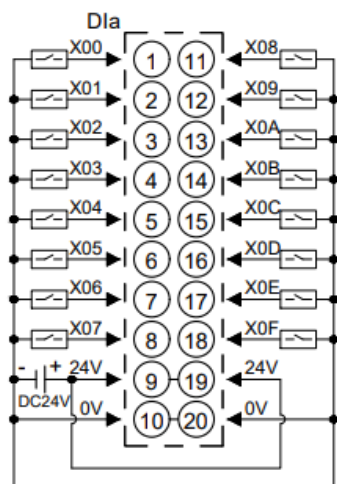 DIa
X00 1 11 X08
X01 2 12 X09
X02 3 13 X0A
X03 4 14 X0B
X04 5 15 X0C
X05 6 16 X0D
X06 7 17 X0E
X07 8 18 X0F
- + 24V 9 19 24V
DC24V 0V 10 20 0V